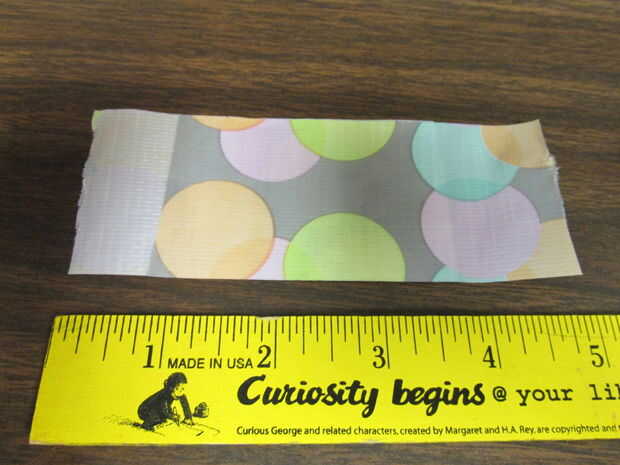 1 MADE IN USA 2 3 4 5
Curiosity begins @ your
Curious George and related characters, created by Margaret and H.A. Rey, are copyrighted and